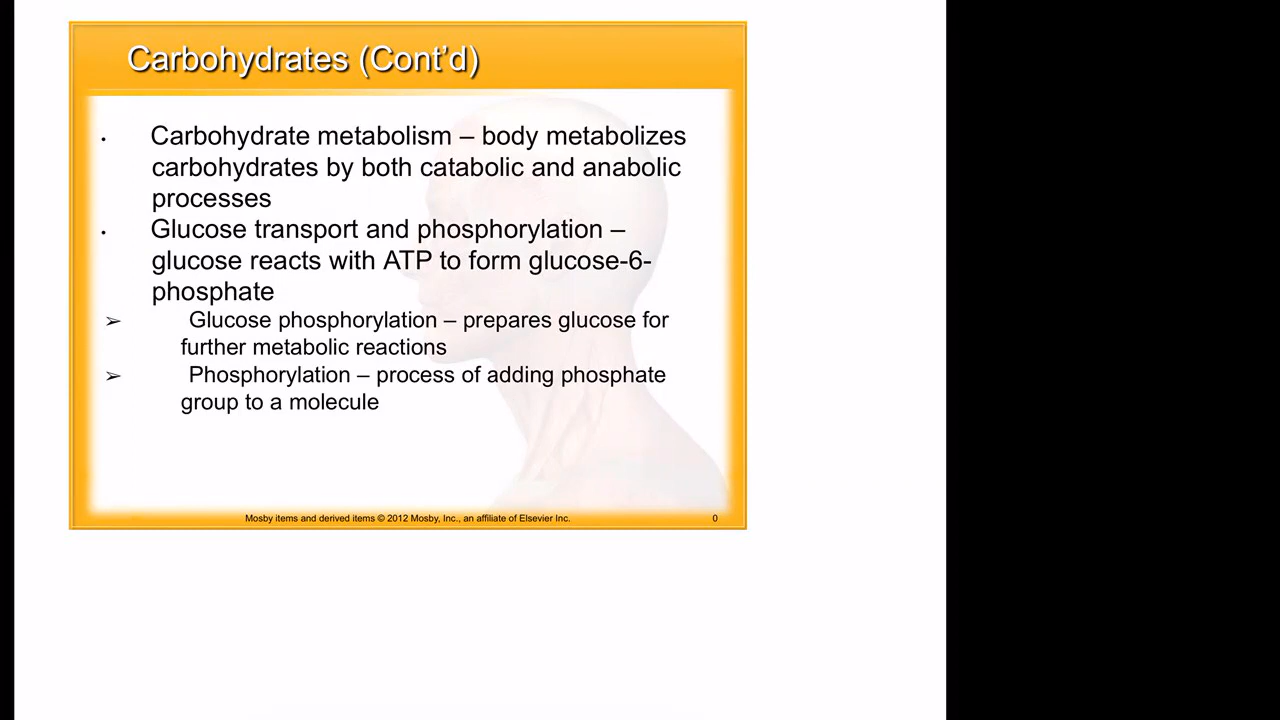 Carbohydrates (Cont’d)
• Carbohydrate metabolism – body metabolizes
carbohydrates by both catabolic and anabolic
processes
• Glucose transport and phosphorylation –
glucose reacts with ATP to form glucose-6-
phosphate
➢ Glucose phosphorylation – prepares glucose for
further metabolic reactions
➢ Phosphorylation – process of adding phosphate
group to a molecule
Mosby items and derived items © 2012 Mosby, Inc., an affiliate of Elsevier Inc. 0